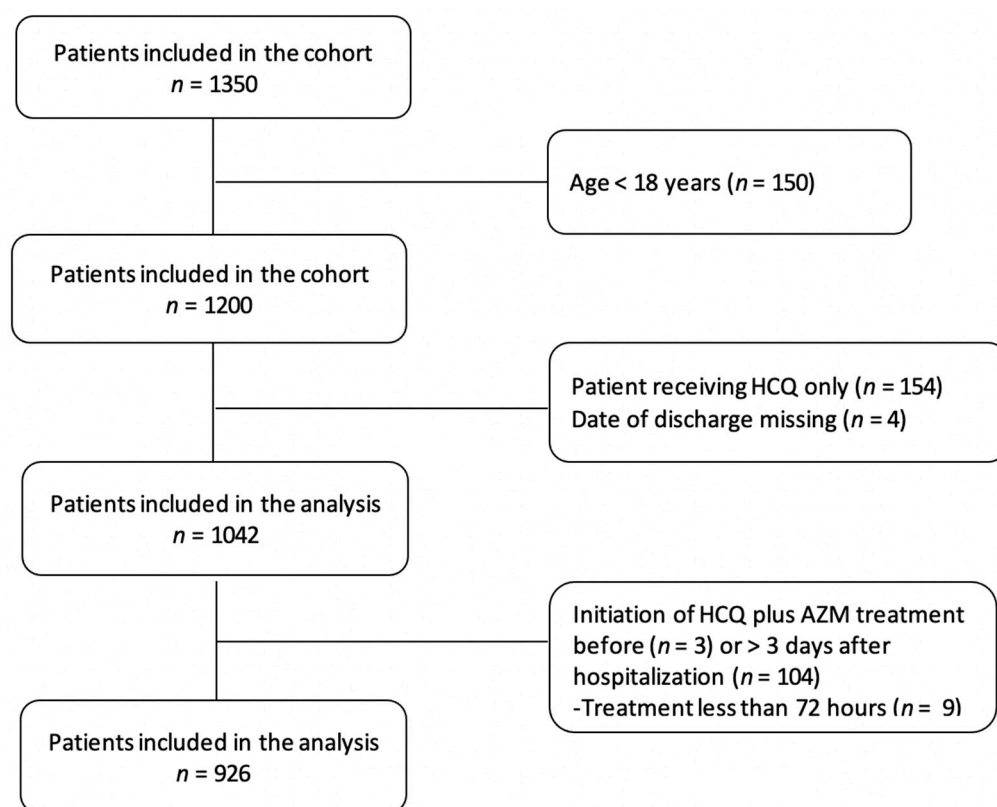 Patients included in the cohort
n = 1350
Age < 18 years (n = 150)
Patients included in the cohort
n = 1200
Patient receiving HCQ only (n = 154)
Date of discharge missing (n = 4)
Patients included in the analysis
n = 1042
Initiation of HCQ plus AZM treatment
before (n = 3) or > 3 days after
hospitalization (n = 104)
-Treatment less than 72 hours (n = 9)
Patients included in the analysis
n = 926